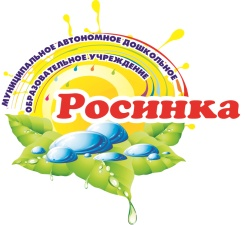 МУНИЦИПАЛЬНОЕ АВТОНОМНОЕ ДОШКОЛЬНОЕ
ОБРАЗОВАТЕЛЬНОЕ УЧРЕЖДЕНИЕ
Росинка